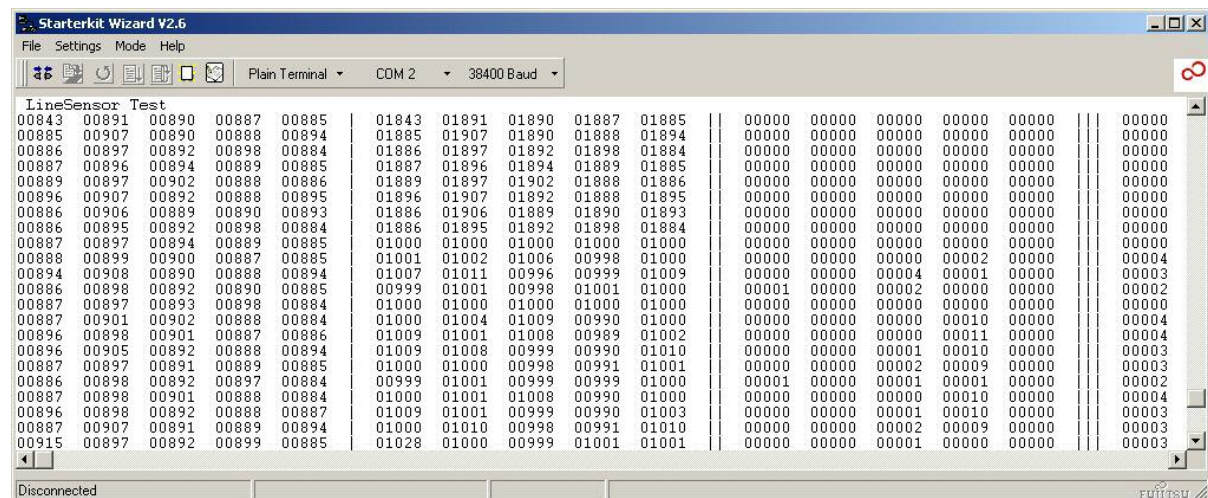 Starterkit Wizard V2.6
File Settings Mode Help
Plain Terminal COM 2 38400 Baud
LineSensor Test
00843 00891 00890 00887 00885 | 01843 01891 01890 01887 01885 || 00000 00000 00000 00000 00000 ||| 00000
00885 00907 00890 00888 00894 | 01885 01907 01890 01888 01894 || 00000 00000 00000 00000 00000 ||| 00000
00886 00897 00892 00898 00884 | 01886 01897 01892 01898 01884 || 00000 00000 00000 00000 00000 ||| 00000
00887 00896 00894 00889 00885 | 01887 01896 01894 01889 01885 || 00000 00000 00000 00000 00000 ||| 00000
00889 00897 00902 00888 00886 | 01889 01897 01902 01888 01886 || 00000 00000 00000 00000 00000 ||| 00000
00896 00907 00892 00888 00895 | 01896 01907 01892 01888 01895 || 00000 00000 00000 00000 00000 ||| 00000
00886 00906 00889 00890 00893 | 01886 01906 01889 01890 01893 || 00000 00000 00000 00000 00000 ||| 00000
00886 00895 00892 00898 00884 | 01886 01895 01892 01898 01884 || 00000 00000 00000 00000 00000 ||| 00000
00887 00897 00894 00889 00885 | 01000 01000 01000 01000 01000 || 00000 00000 00000 00000 00000 ||| 00000
00888 00899 00900 00887 00885 | 01001 01002 01006 00998 01000 || 00000 00000 00000 00002 00000 ||| 00004
00894 00908 00890 00888 00894 | 01007 01011 00996 00999 01009 || 00000 00000 00004 00001 00000 ||| 00003
00886 00898 00892 00890 00885 | 00999 01001 00998 01001 01000 || 00001 00000 00002 00000 00000 ||| 00002
00887 00897 00893 00898 00884 | 01000 01000 01000 01000 01000 || 00000 00000 00000 00000 00000 ||| 00000
00887 00901 00902 00888 00884 | 01000 01004 01009 00990 01000 || 00000 00000 00000 00010 00000 ||| 00004
00896 00898 00901 00887 00886 | 01009 01001 01008 00989 01002 || 00000 00000 00000 00011 00000 ||| 00004
00896 00905 00892 00888 00894 | 01009 01008 00999 00990 01010 || 00000 00000 00001 00010 00000 ||| 00003
00887 00897 00891 00889 00885 | 01000 01000 00998 00991 01001 || 00000 00000 00002 00009 00000 ||| 00003
00886 00898 00892 00897 00884 | 00999 01001 00999 00999 01000 || 00001 00000 00001 00001 00000 ||| 00002
00887 00898 00901 00888 00884 | 01000 01001 01008 00990 01000 || 00000 00000 00000 00010 00000 ||| 00004
00896 00898 00892 00888 00887 | 01009 01001 00999 00990 01003 || 00000 00000 00001 00010 00000 ||| 00003
00887 00907 00891 00889 00894 | 01000 01010 00998 00991 01010 || 00000 00000 00002 00009 00000 ||| 00003
00915 00897 00892 00899 00885 | 01028 01000 00999 01001 01001 || 00000 00000 00001 00000 00000 ||| 00003
Disconnected
FUJITSU